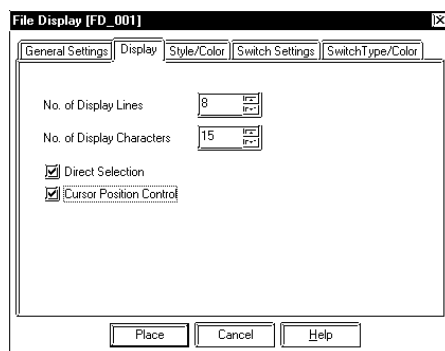 File Display [FD_001]
General Settings Display Style/Color Switch Settings SwitchType/Color
No. of Display Lines 8
No. of Display Characters 15
Direct Selection
Cursor Position Control
Place Cancel Help